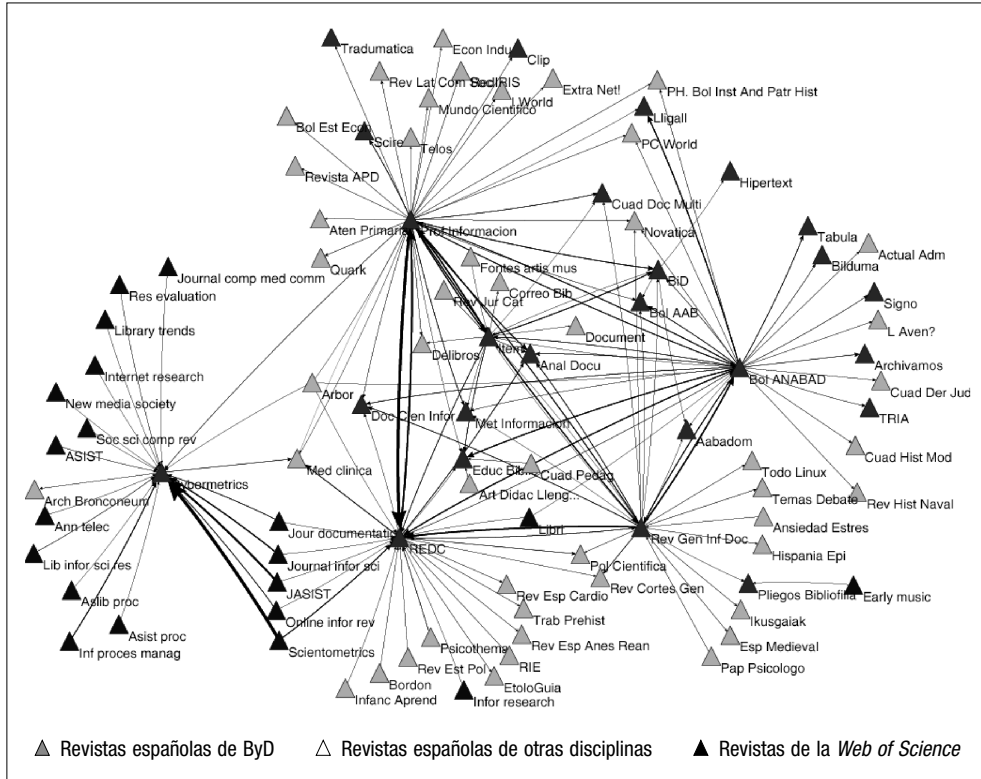 Tradumatica
Econ Indu
Clip
Rev Lat Com Soc
RedIRIS
Extra Net!
PH. Bol Inst And Patr Hist
Mundo Cientifico
Lligall
Bol Est Econ
Scire
Telos
PC World
Revista APD
Hipertext
Cuad Doc Multi
Aten Primaria
Prof Informacion
Novatica
Tabula
Actual Adm
Quark
Fontes artis mus
BiD
Bilduma
Journal comp med comm
Res evaluation
Rev Jur Cat
Correo Bib
Bol AAB
Signo
Library trends
Delibros
Item
Document
L Aven?
Anal Docu
Bol ANABAD
Archivamos
Internet research
Arbor
Cuad Der Jud
New media society
Doc Cien Infor
Met Informacion
TRIA
Soc sci comp rev
Aabadom
ASIST
Cuad Hist Mod
Cybermetrics
Med clinica
Educ Bib
Cuad Pedag
Todo Linux
Arch Bronconeum
Art Didac Lleng...
Temas Debate
Rev Hist Naval
Ann telec
Jour documentatio
Libri
Ansiedad Estres
REDC
Rev Gen Inf Doc
Hispania Epi
Lib infor sci res
Journal infor sci
Pol Cientifica
Aslib proc
JASIST
Rev Esp Cardio
Rev Cortes Gen
Pliegos Bibliofilia
Early music
Online infor rev
Trab Prehist
Ikusgaiak
Asist proc
Inf proces manag
Scientometrics
Psicothema
Rev Esp Anes Rean
Esp Medieval
Rev Est Pol
RIE
Pap Psicologo
Bordon
EtoloGuia
Infanc Aprend
Infor research
Revistas españolas de ByD
Revistas españolas de otras disciplinas
Revistas de la Web of Science